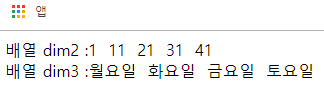 앱
배열 dim2 :1 11 21 31 41
배열 dim3 :월요일 화요일 금요일 토요일